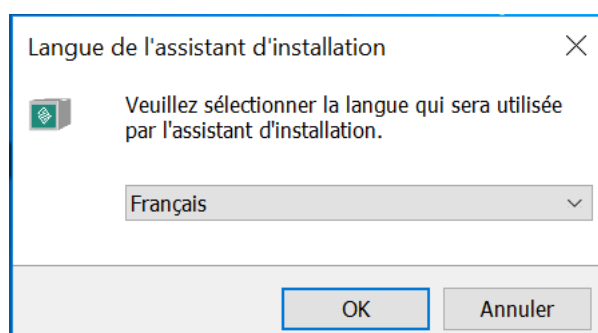 Langue de l'assistant d'installation
Veuillez sélectionner la langue qui sera utilisée
par l'assistant d'installation.
Français
OK
Annuler